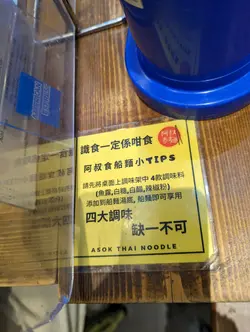 識食一定係咁食
阿叔食船麵小TIPS
請先將桌面上調味架中 4款調味料
(魚露,白糖,白醋,辣椒粉)
添加到船麵湯底, 船麵即可享用
四大調味
缺一不可
ASOK THAI NOODLE